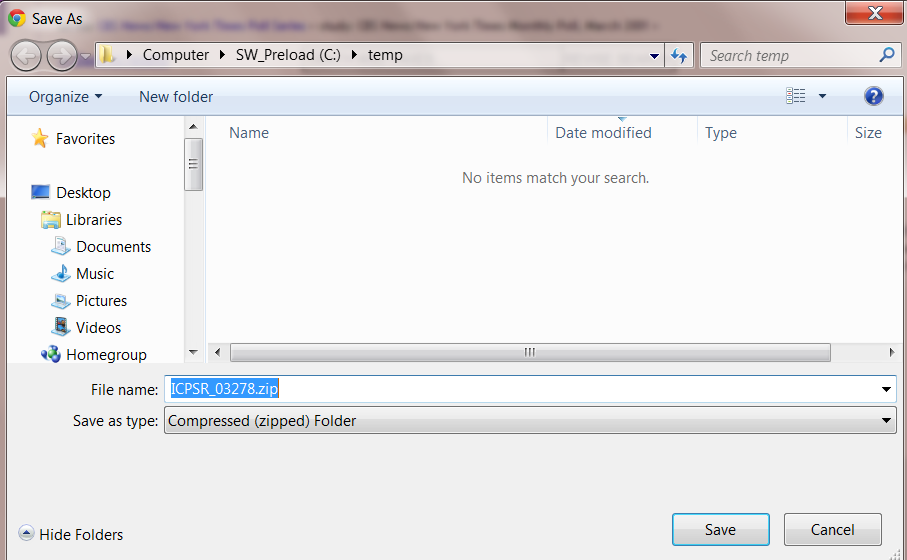 Save As
Computer SW_Preload (C:) temp Search temp
Organize New folder
Name Date modified Type Size
Favorites
No items match your search.
Desktop
Libraries
Documents
Music
Pictures
Videos
Homegroup
File name: ICPSR_03278.zip
Save as type: Compressed (zipped) Folder
Hide Folders Save Cancel